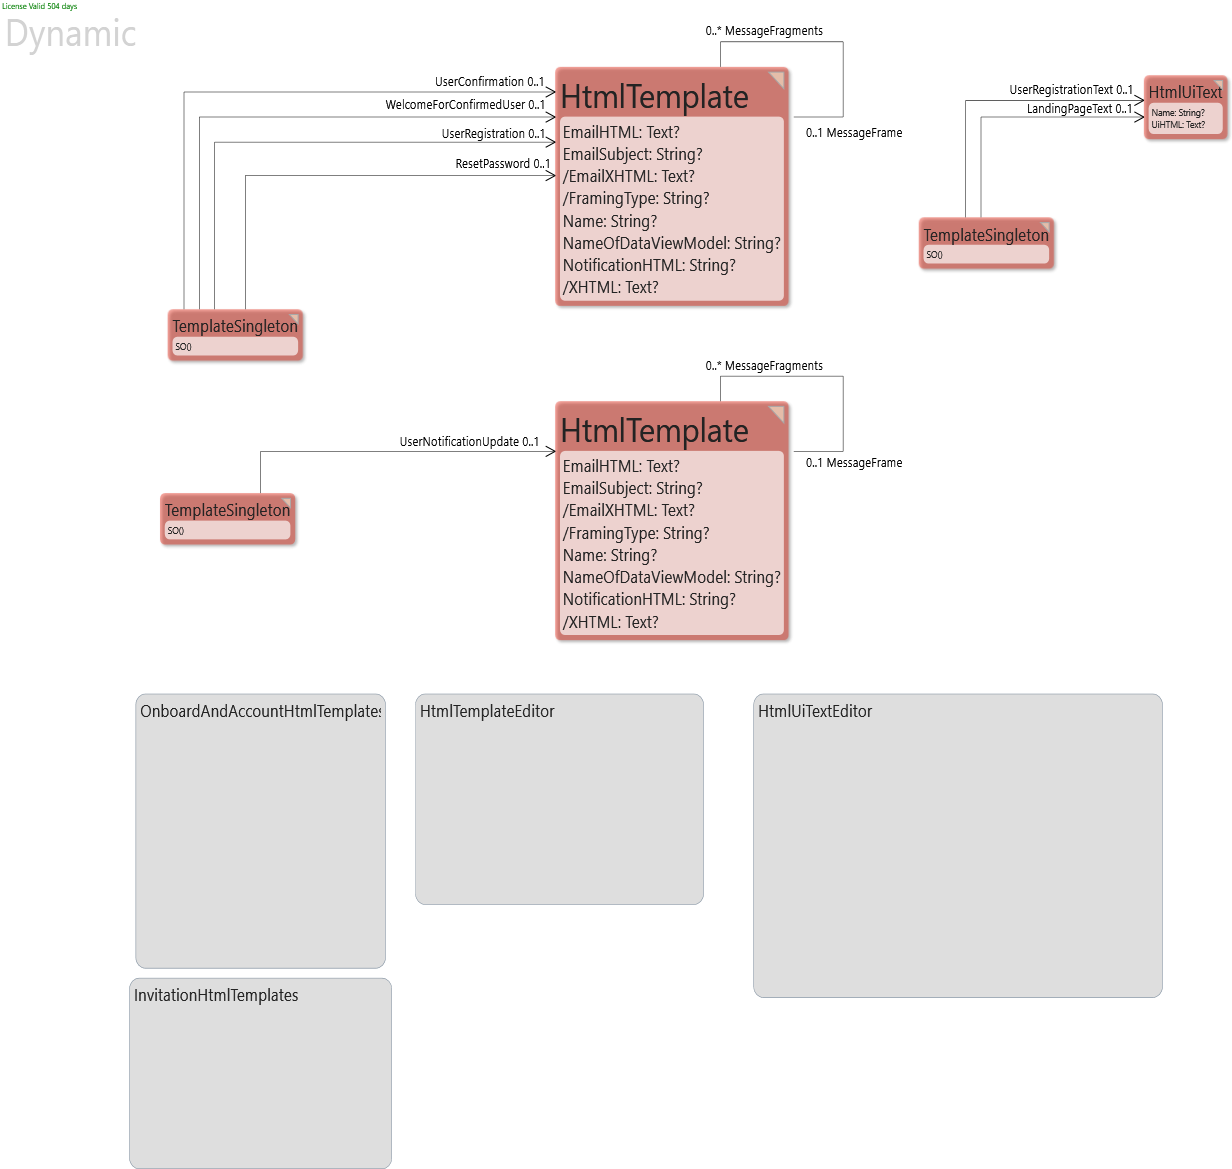 License Valid 504 days
Dynamic
0..* MessageFragments
UserConfirmation 0..1
WelcomeForConfirmedUser 0..1
UserRegistration 0..1
ResetPassword 0..1
HtmlTemplate
EmailHTML: Text?
EmailSubject: String?
/EmailXHTML: Text?
/FramingType: String?
Name: String?
NameOfDataViewModel: String?
NotificationHTML: String?
/XHTML: Text?
0..1 MessageFrame
UserRegistrationText 0..1
LandingPageText 0..1
HtmlUiText
Name: String?
UiHTML: Text?
TemplateSingleton
SO()
TemplateSingleton
SO()
0..* MessageFragments
UserNotificationUpdate 0..1
HtmlTemplate
EmailHTML: Text?
EmailSubject: String?
/EmailXHTML: Text?
/FramingType: String?
Name: String?
NameOfDataViewModel: String?
NotificationHTML: String?
/XHTML: Text?
0..1 MessageFrame
TemplateSingleton
SO()
OnboardAndAccountHtmlTemplates
HtmlTemplateEditor
HtmlUiTextEditor
InvitationHtmlTemplates